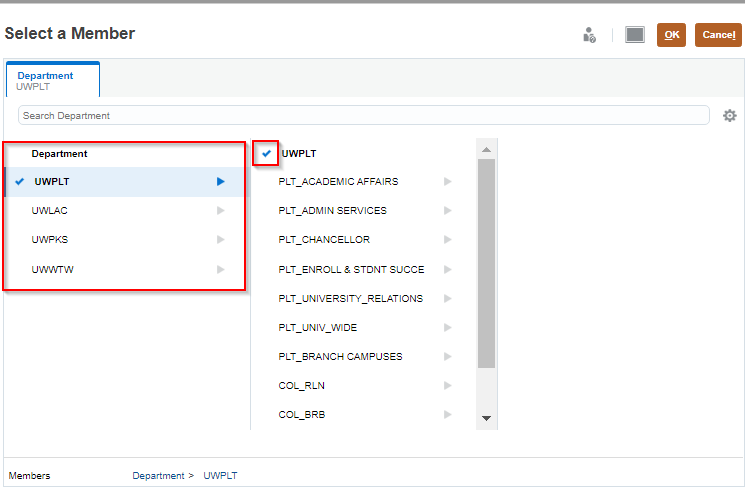 Select a Member
OK
Cancel
Department
UWPLT
Search Department
Department
UWPLT
UWLAC
UWPKS
UWWTW
UWPLT
PLT_ACADEMIC AFFAIRS
PLT_ADMIN SERVICES
PLT_CHANCELLOR
PLT_ENROLL & STDNT SUCCE
PLT_UNIVERSITY_RELATIONS
PLT_UNIV_WIDE
PLT_BRANCH CAMPUSES
COL_RLN
COL_BRB
Members Department > UWPLT